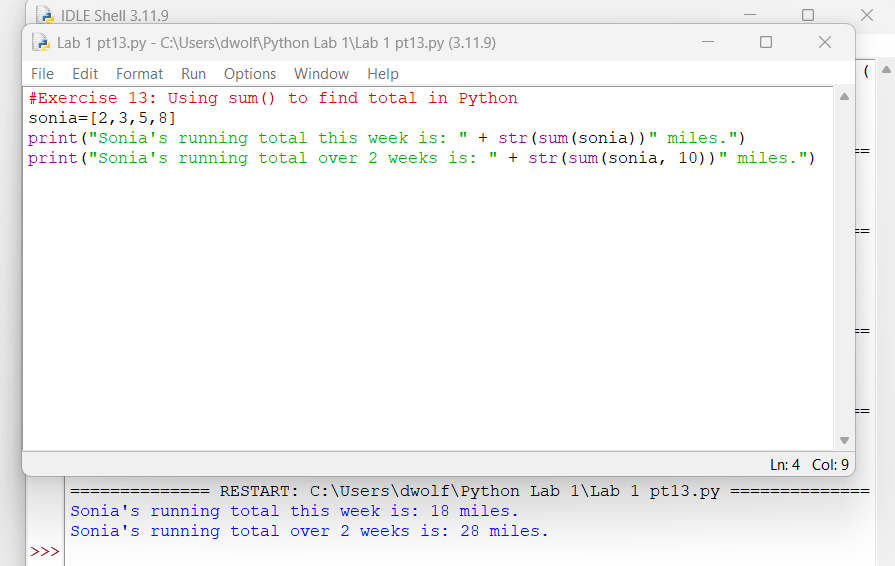 IDLE Shell 3.11.9
Lab 1 pt13.py - C:\Users\dwolf\Python Lab 1\Lab 1 pt13.py (3.11.9)
File Edit Format Run Options Window Help
(
#Exercise 13: Using sum() to find total in Python
sonia=[2,3,5,8]
print("Sonia's running total this week is: " + str(sum(sonia))" miles.")
print("Sonia's running total over 2 weeks is: " + str(sum(sonia, 10))" miles.")
==
==
==
==
Ln: 4 Col: 9
============== RESTART: C:\Users\dwolf\Python Lab 1\Lab 1 pt13.py ==============
Sonia's running total this week is: 18 miles.
Sonia's running total over 2 weeks is: 28 miles.
>>>